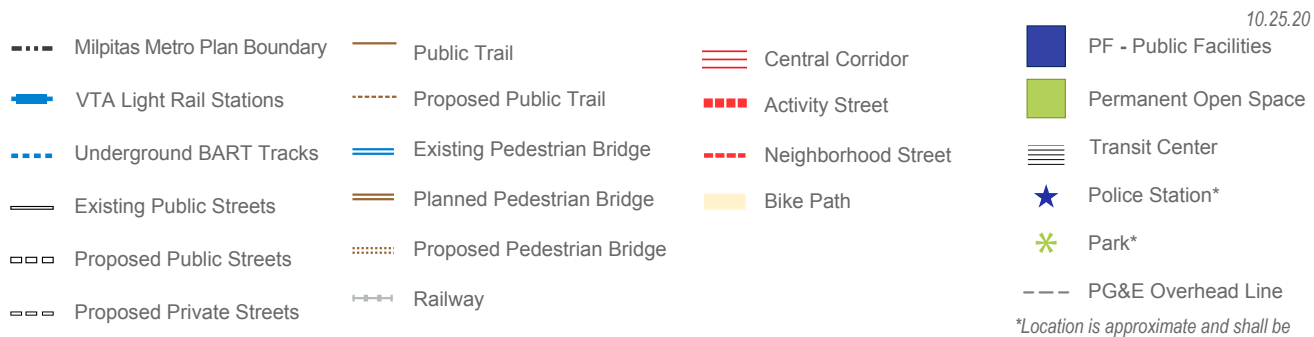 10.25.20
Milpitas Metro Plan Boundary
VTA Light Rail Stations
Underground BART Tracks
Existing Public Streets
Proposed Public Streets
Proposed Private Streets
Public Trail
Proposed Public Trail
Existing Pedestrian Bridge
Planned Pedestrian Bridge
Proposed Pedestrian Bridge
Railway
Central Corridor
Activity Street
Neighborhood Street
Bike Path
PF - Public Facilities
Permanent Open Space
Transit Center
Police Station*
Park*
PG&E Overhead Line
*Location is approximate and shall be